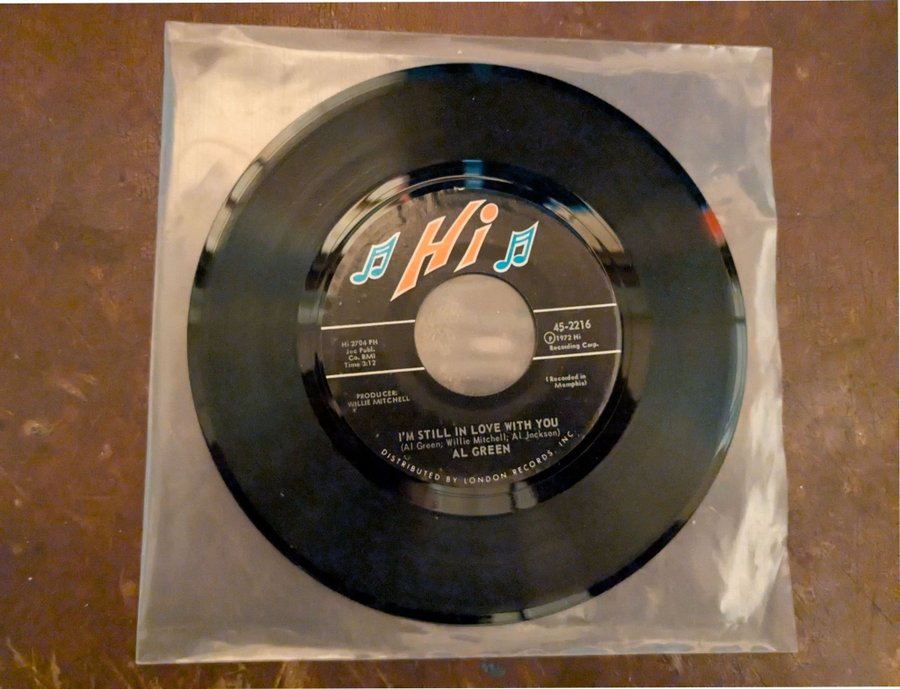 Hi
Hi 2704 PH
Joe Publ.
Co. BMI
Time 3:12
45-2216
Ⓟ1972 Hi
Recording Corp.
PRODUCER:
WILLIE MITCHELL
(Recorded in
Memphis)
I'M STILL IN LOVE WITH YOU
(Al Green; Willie Mitchell; Al Jackson)
AL GREEN
DISTRIBUTED BY LONDON RECORDS, INC.